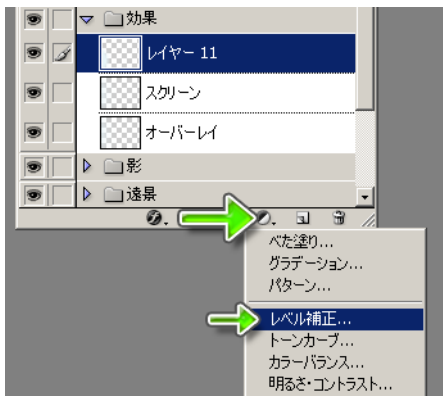 効果
レイヤー 11
スクリーン
オーバーレイ
影
遠景
べた塗り...
グラデーション...
パターン...
レベル補正...
トーンカーブ...
カラーバランス...
明るさ・コントラスト...